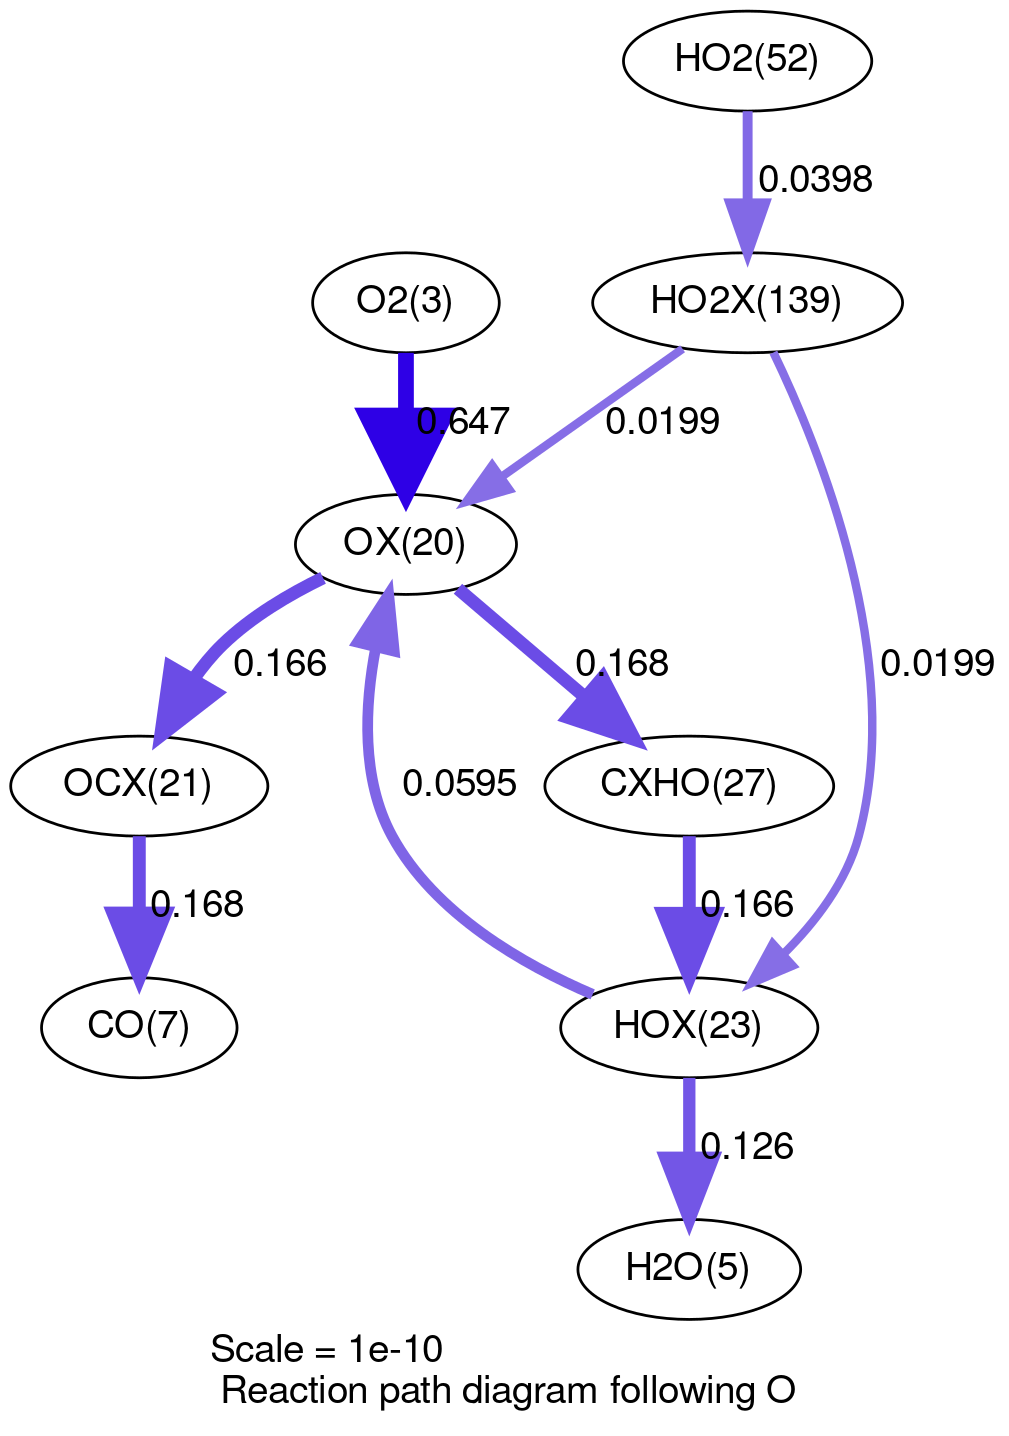 HO2(52)
0.0398
O2(3)
HO2X(139)
0.647
0.0199
OX(20)
0.166
0.168
0.0199
OCX(21)
0.0595
CXHO(27)
0.168
0.166
CO(7)
HOX(23)
0.126
H2O(5)
Scale = 1e-10
Reaction path diagram following O